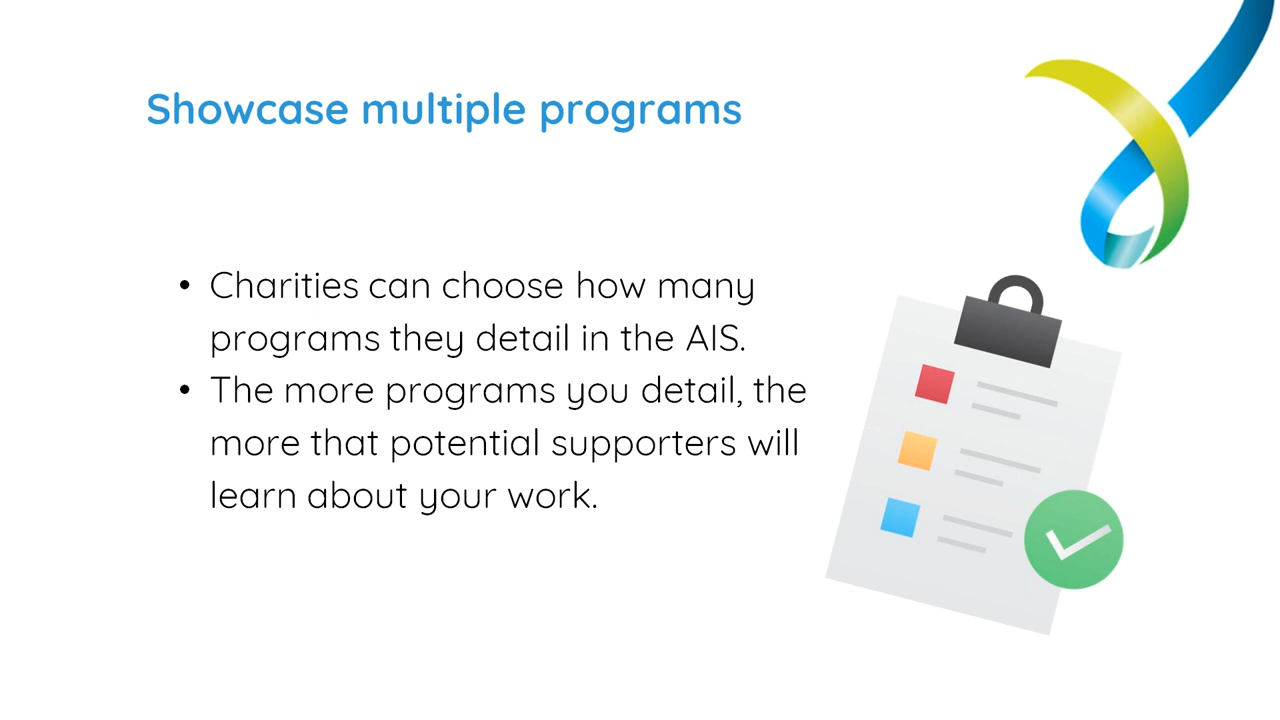 Showcase multiple programs
• Charities can choose how many
programs they detail in the AIS.
• The more programs you detail, the
more that potential supporters will
learn about your work.